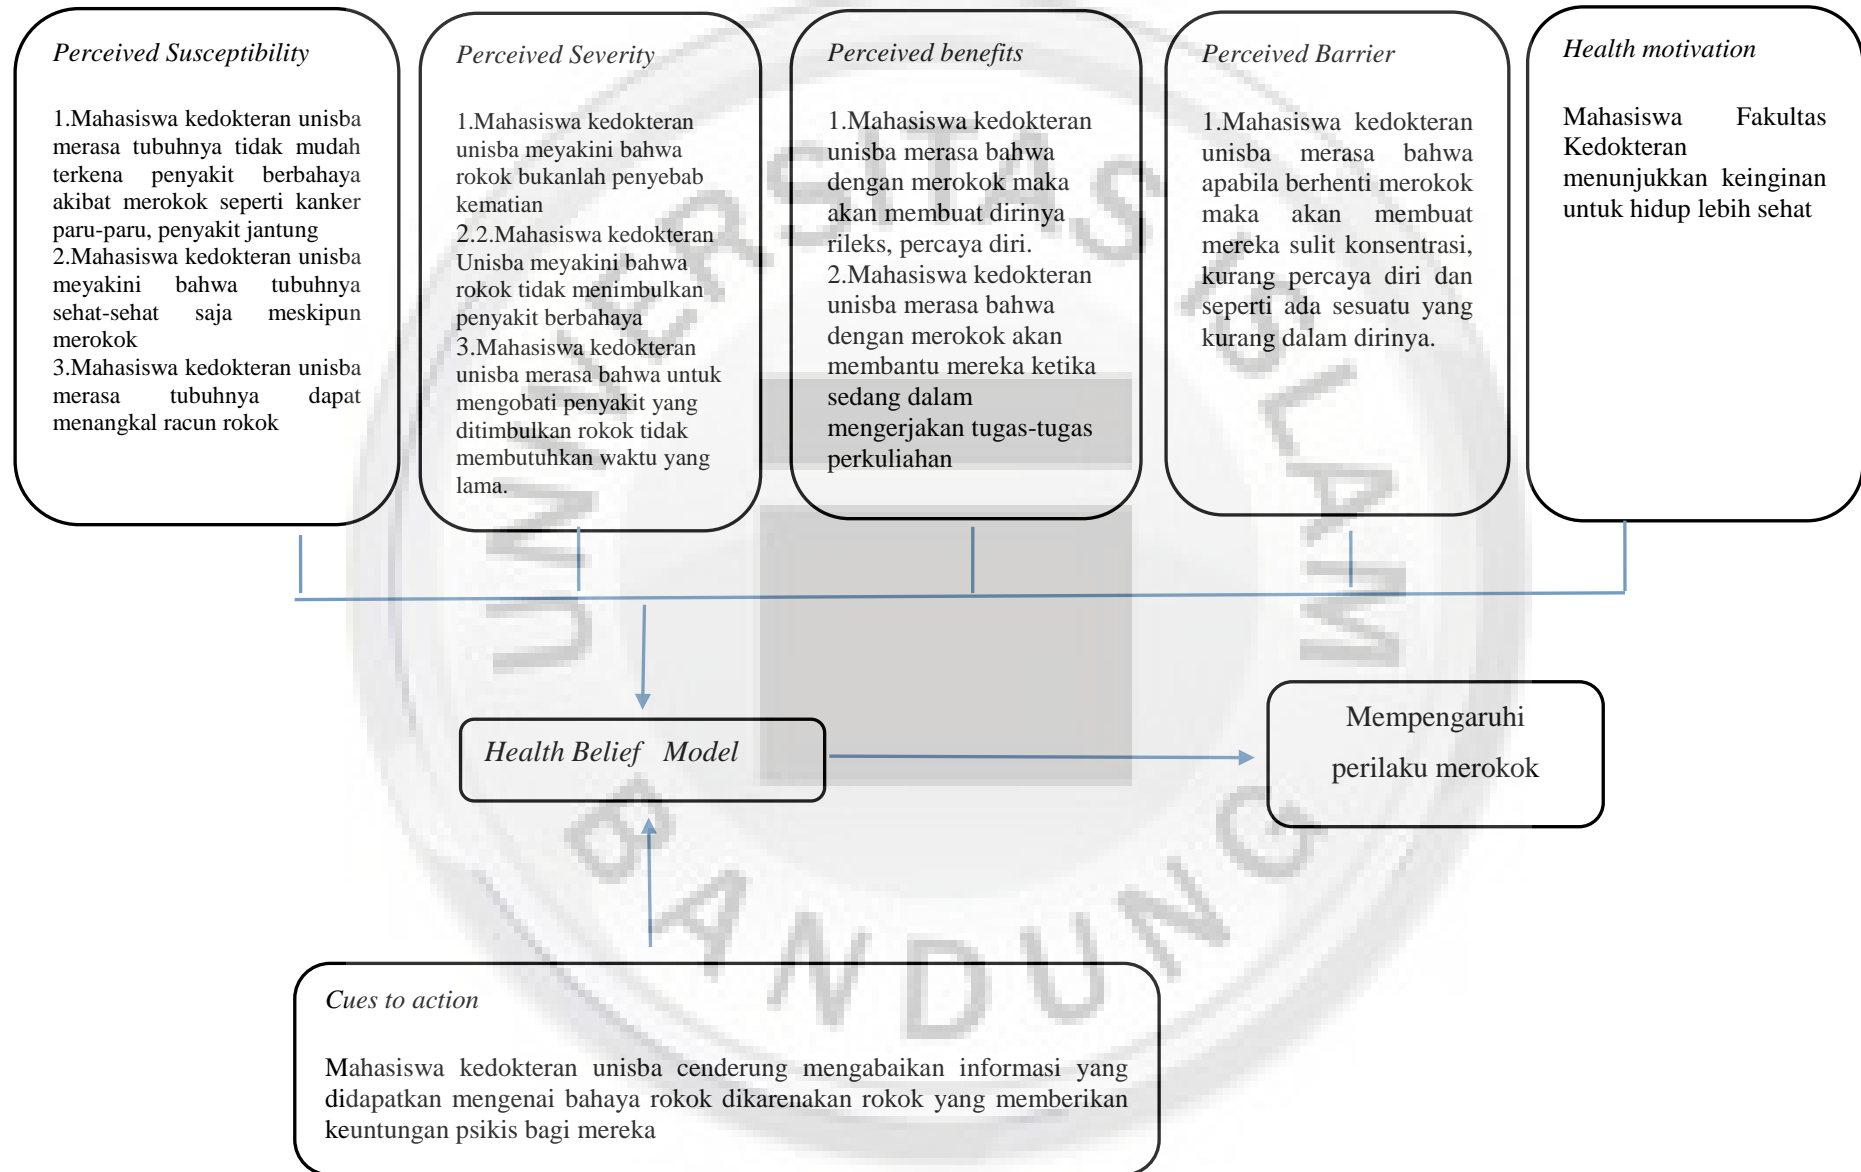 Perceived Susceptibility
1.Mahasiswa kedokteran unisba
merasa tubuhnya tidak mudah
terkena penyakit berbahaya
akibat merokok seperti kanker
paru-paru, penyakit jantung
2.Mahasiswa kedokteran unisba
meyakini bahwa tubuhnya
sehat-sehat saja meskipun
merokok
3.Mahasiswa kedokteran unisba
merasa tubuhnya dapat
menangkal racun rokok
Perceived Severity
1.Mahasiswa kedokteran
unisba meyakini bahwa
rokok bukanlah penyebab
kematian
2.2.Mahasiswa kedokteran
Unisba meyakini bahwa
rokok tidak menimbulkan
penyakit berbahaya
3.Mahasiswa kedokteran
unisba merasa bahwa untuk
mengobati penyakit yang
ditimbulkan rokok tidak
membutuhkan waktu yang
lama.
Perceived benefits
1.Mahasiswa kedokteran
unisba merasa bahwa
dengan merokok maka
akan membuat dirinya
rileks, percaya diri.
2.Mahasiswa kedokteran
unisba merasa bahwa
dengan merokok akan
membantu mereka ketika
sedang dalam
mengerjakan tugas-tugas
perkuliahan
Perceived Barrier
1.Mahasiswa kedokteran
unisba merasa bahwa
apabila berhenti merokok
maka akan membuat
mereka sulit konsentrasi,
kurang percaya diri dan
seperti ada sesuatu yang
kurang dalam dirinya.
Health motivation
Mahasiswa Fakultas
Kedokteran
menunjukkan keinginan
untuk hidup lebih sehat
Health Belief Model
Mempengaruhi
perilaku merokok
Cues to action
Mahasiswa kedokteran unisba cenderung mengabaikan informasi yang
didapatkan mengenai bahaya rokok dikarenakan rokok yang memberikan
keuntungan psikis bagi mereka
UNIVERSITAS ISLAM
BANDUNG